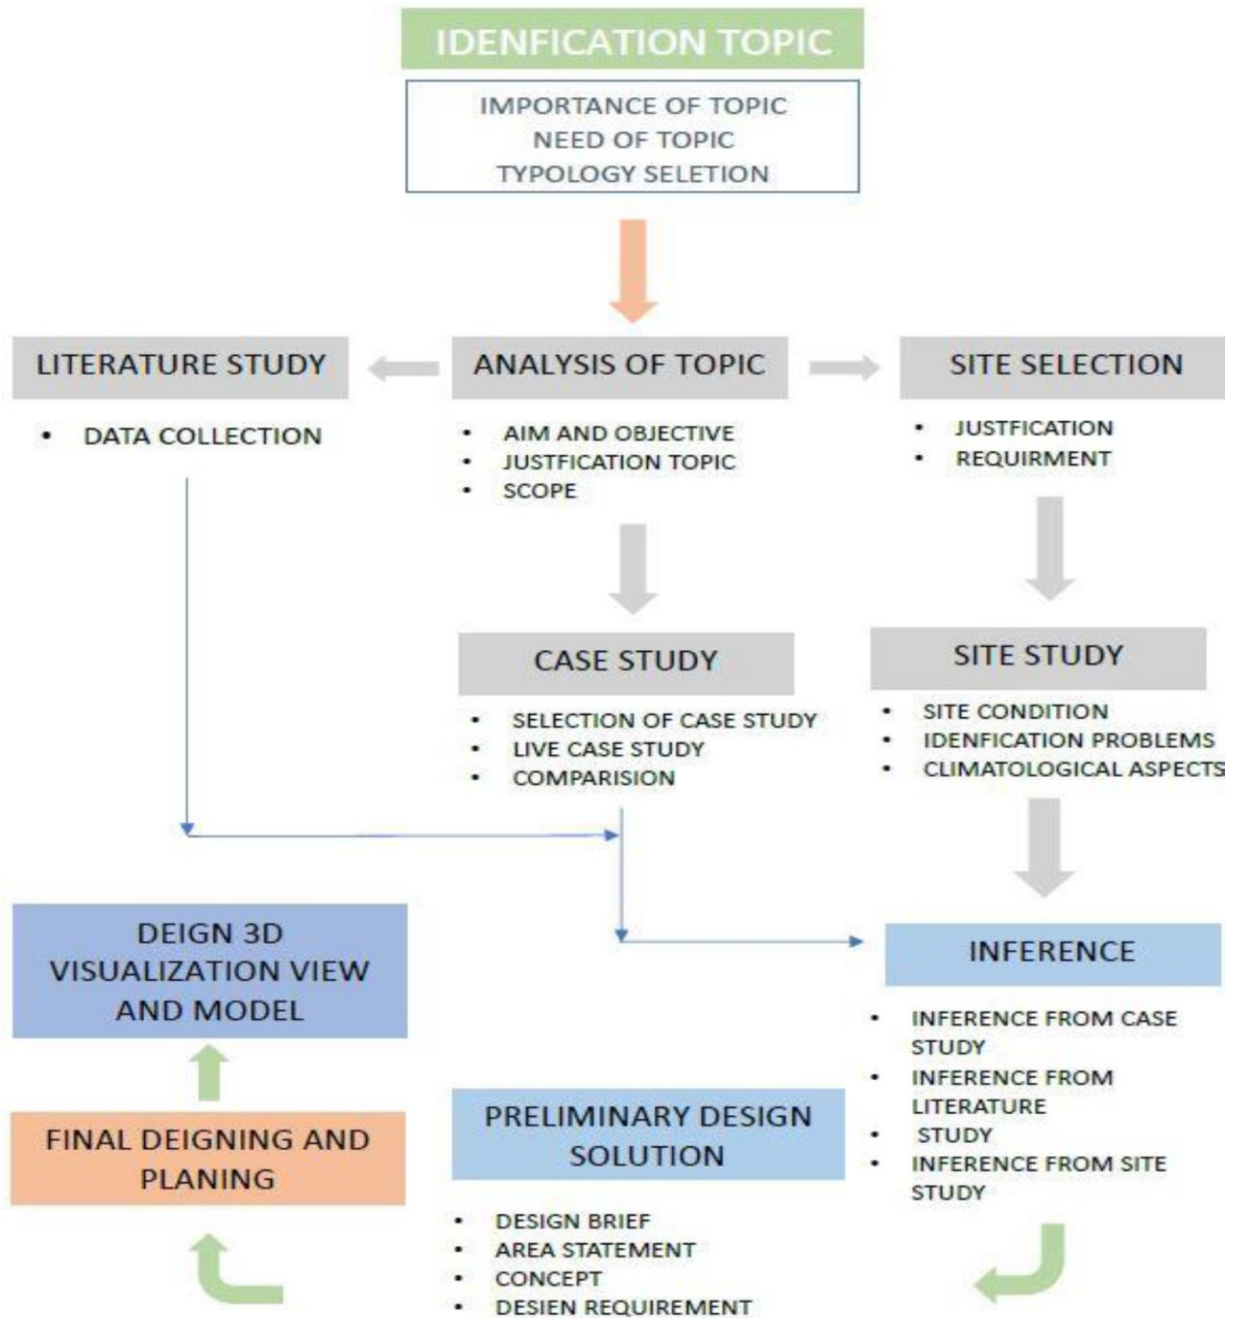 IDENFICATION TOPIC
IMPORTANCE OF TOPIC
NEED OF TOPIC
TYPOLOGY SELETION
LITERATURE STUDY
• DATA COLLECTION
ANALYSIS OF TOPIC
• AIM AND OBJECTIVE
• JUSTFICATION TOPIC
• SCOPE
SITE SELECTION
• JUSTFICATION
• REQUIRMENT
CASE STUDY
• SELECTION OF CASE STUDY
• LIVE CASE STUDY
• COMPARISION
SITE STUDY
• SITE CONDITION
• IDENFICATION PROBLEMS
• CLIMATOLOGICAL ASPECTS
INFERENCE
• INFERENCE FROM CASE
STUDY
• INFERENCE FROM
LITERATURE
• STUDY
• INFERENCE FROM SITE
STUDY
PRELIMINARY DESIGN
SOLUTION
• DESIGN BRIEF
• AREA STATEMENT
• CONCEPT
• DESIEN REQUIREMENT
FINAL DEIGNING AND
PLANING
DEIGN 3D
VISUALIZATION VIEW
AND MODEL